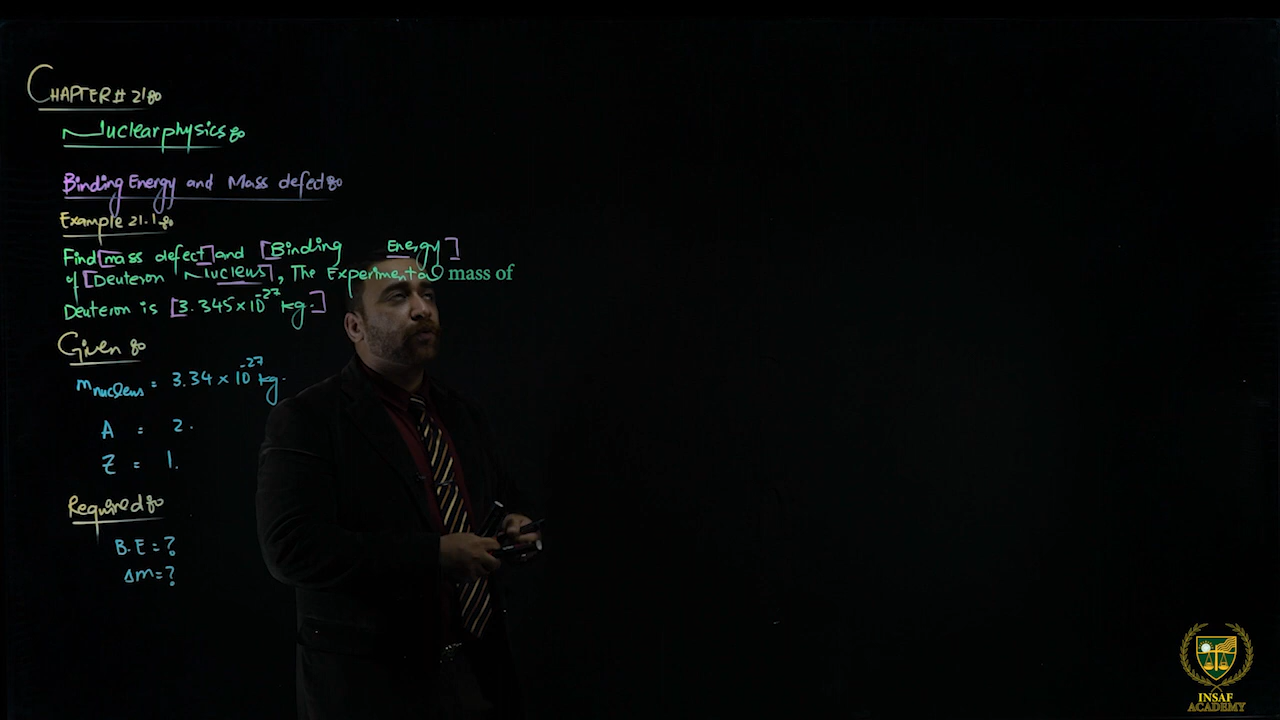 CHAPTER # 21:
Nuclear physics:
Binding Energy and Mass defect:
Example 21.1:
Find [mass defect] and [Binding Energy]
of [Deuteron Nucleus], The Experimental mass of
Deuteron is [3.345×10⁻²⁷ kg.]
Given:
mₙᵤcₗₑᵤₛ = 3.34 × 10⁻²⁷ kg.
A = 2.
Z = 1.
Required:
B.E = ?
Δm = ?
INSAF
ACADEMY